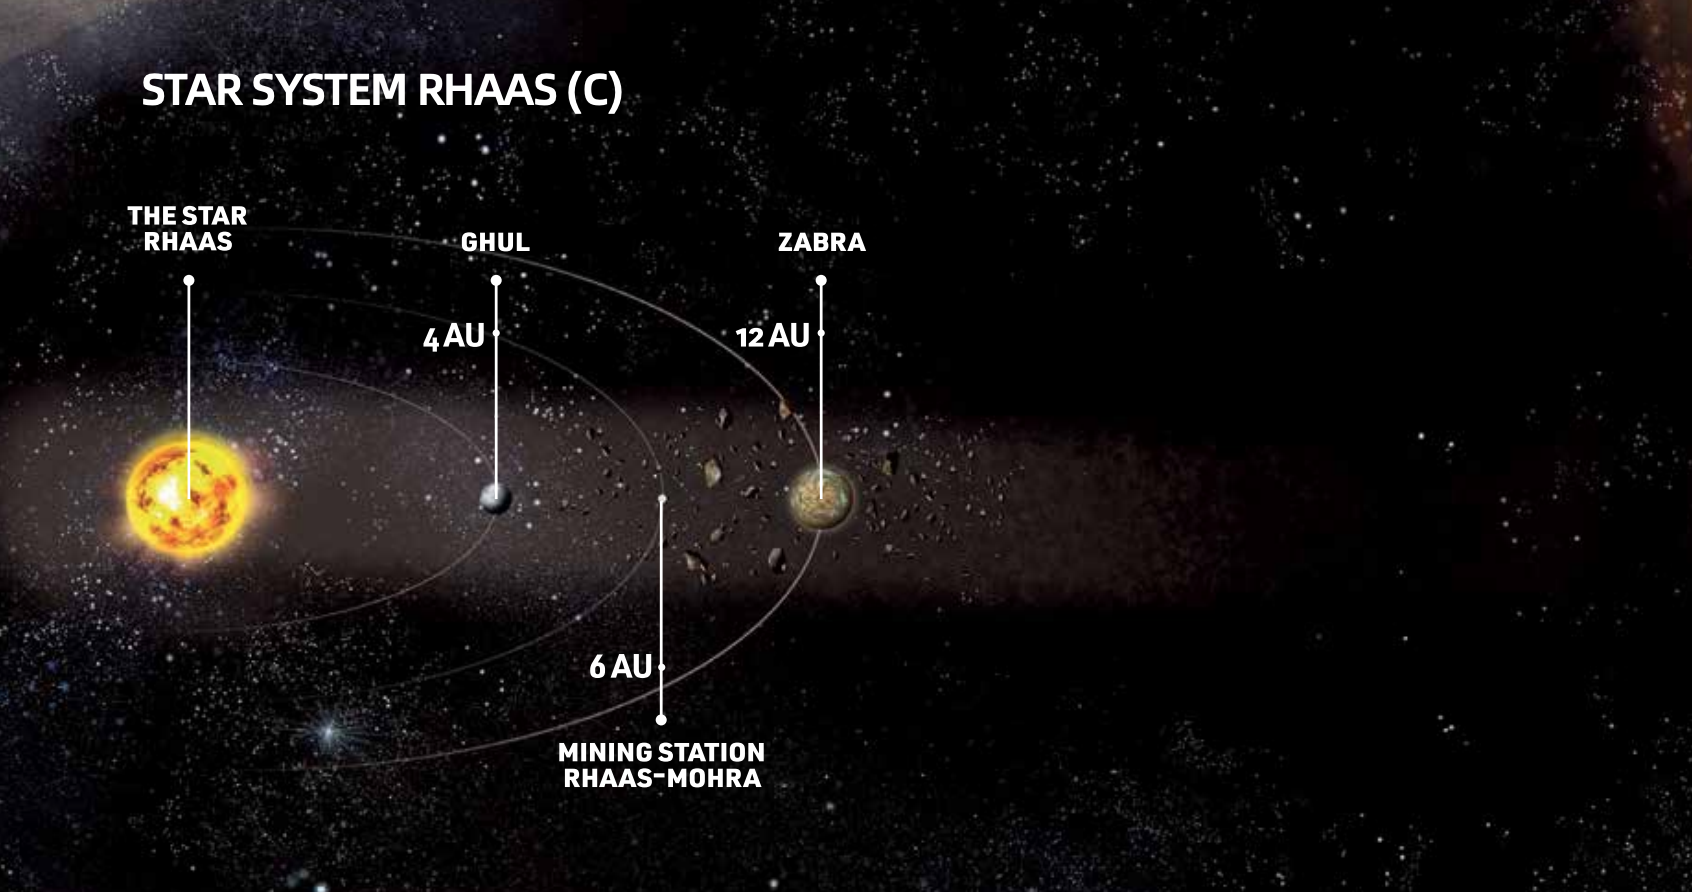 STAR SYSTEM RHAAS (C)
THE STAR
RHAAS
GHUL
ZABRA
4 AU
12 AU
6 AU
MINING STATION
RHAAS-MOHRA